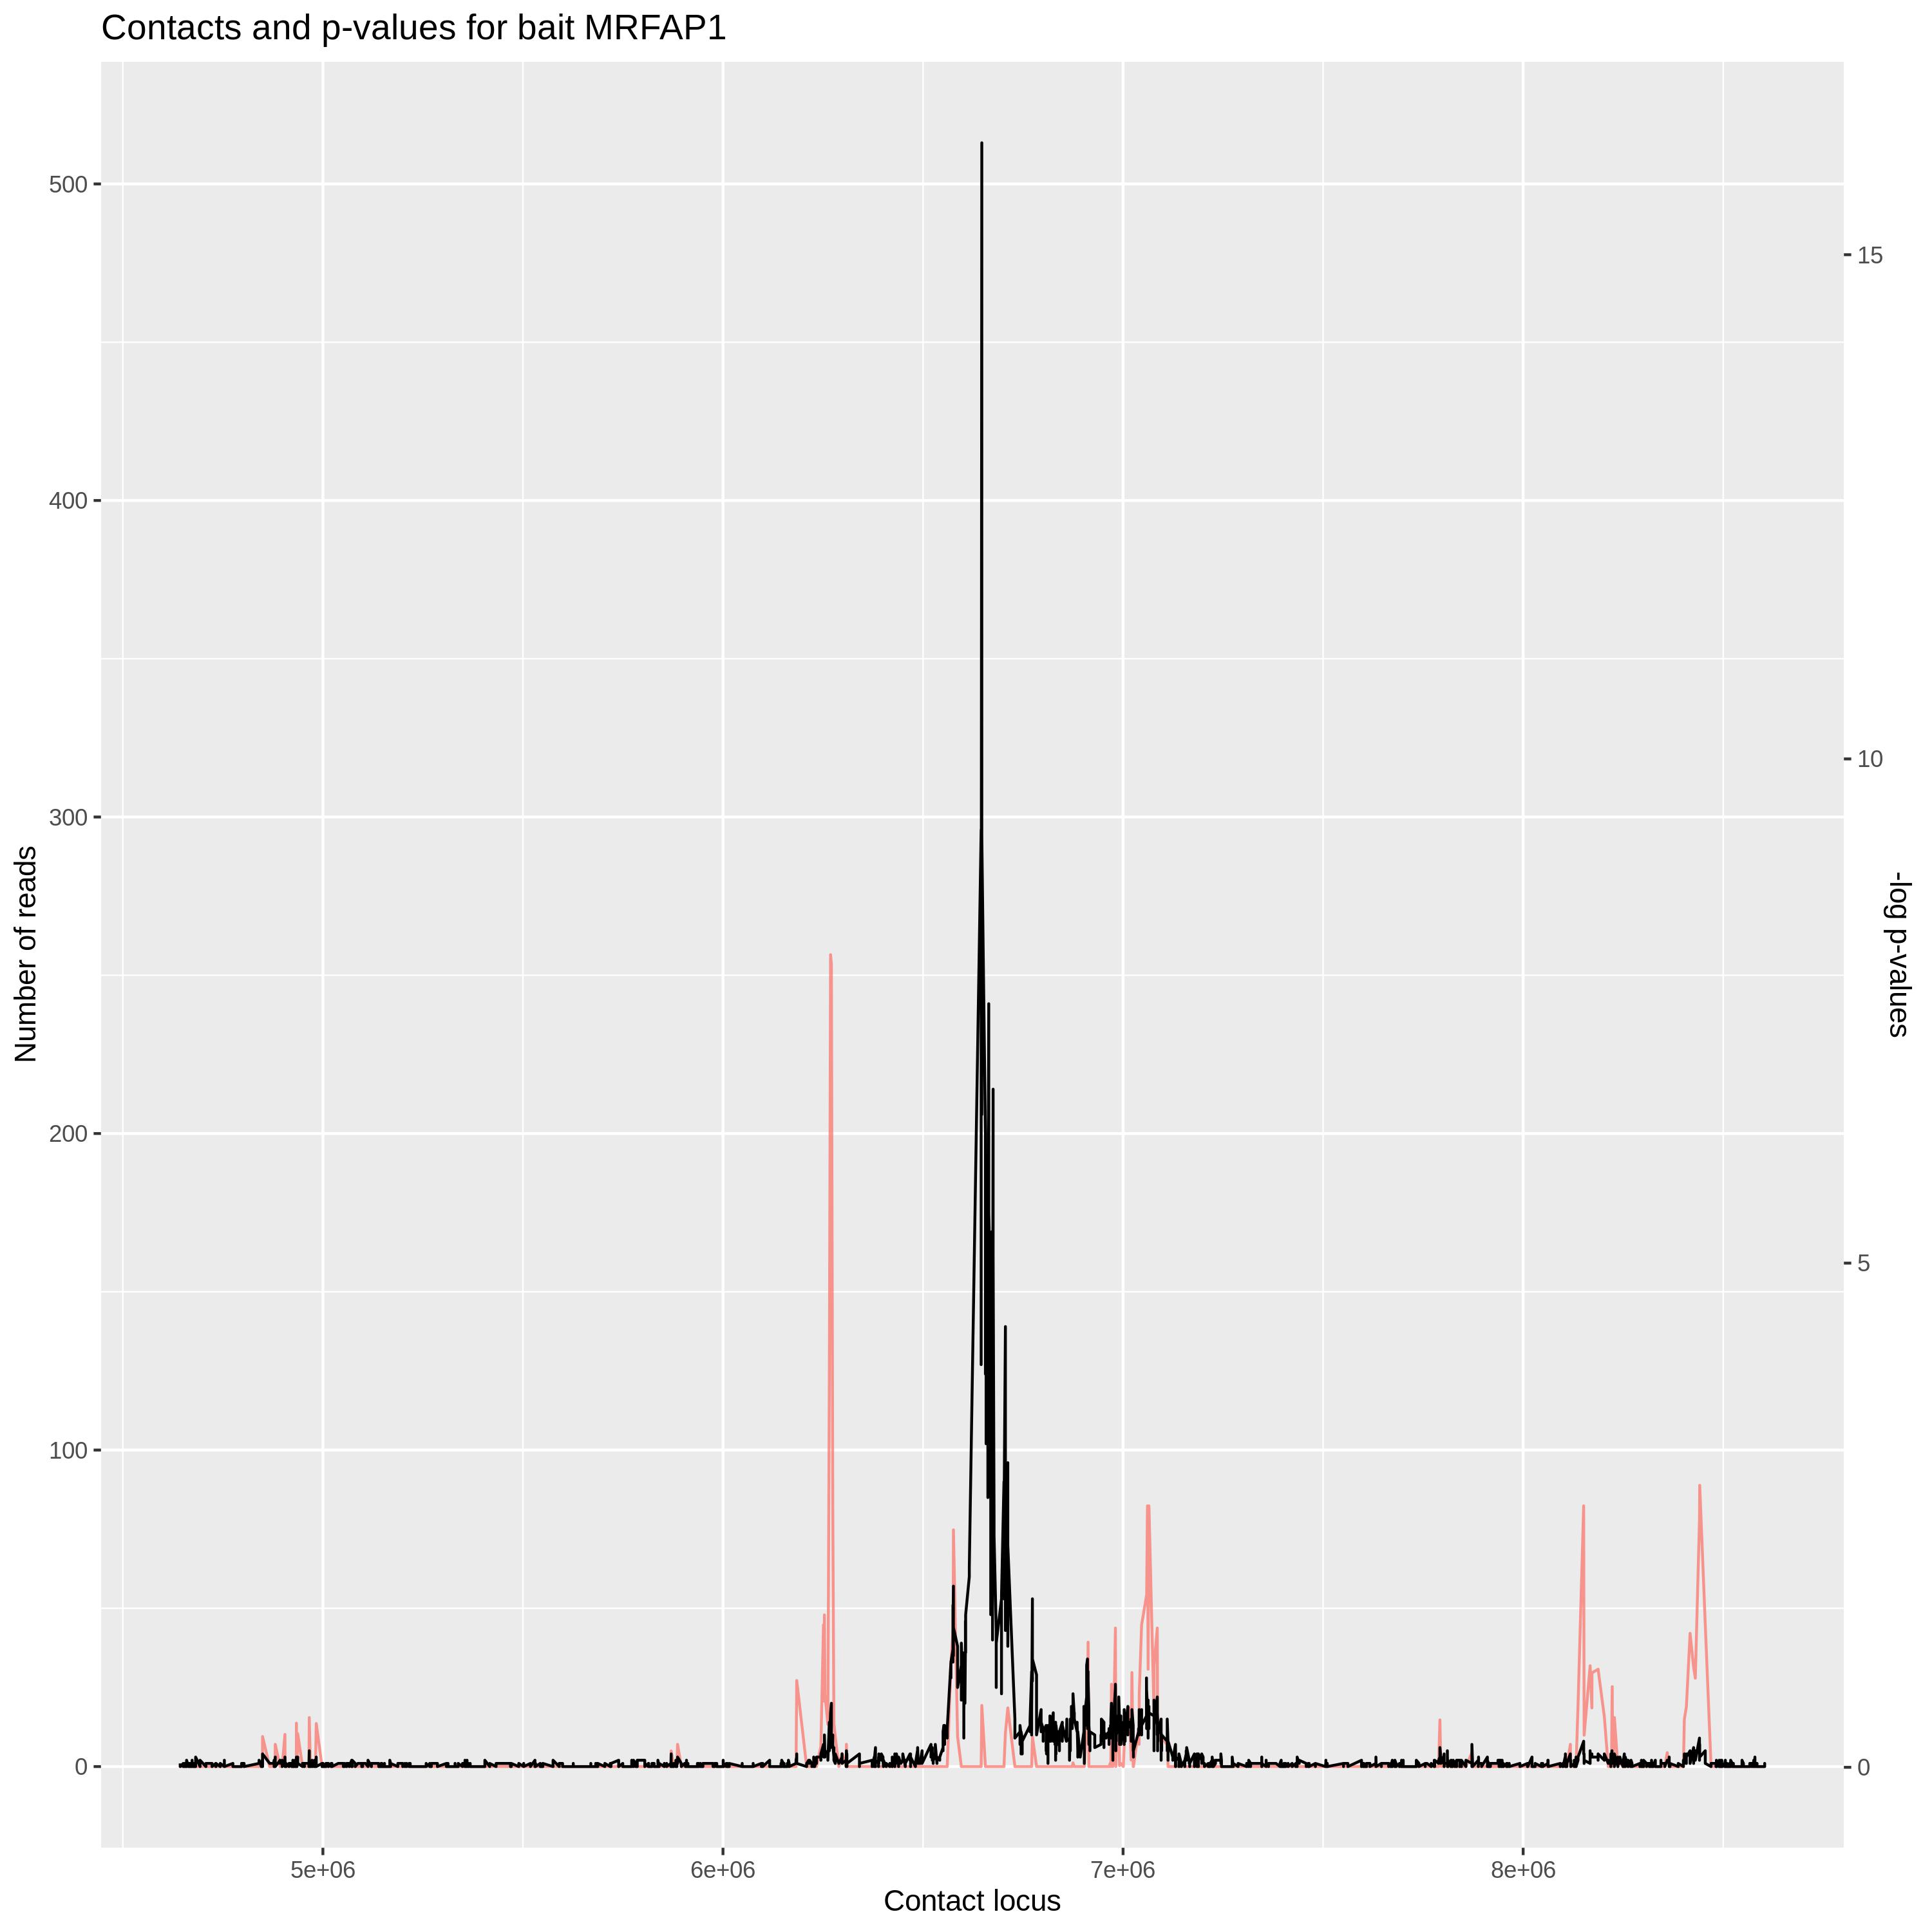 Contacts and p-values for bait MRFAP1
500
400
300
200
100
0
Number of reads
15
10
5
0
-log p-values
5e+06
6e+06
7e+06
8e+06
Contact locus